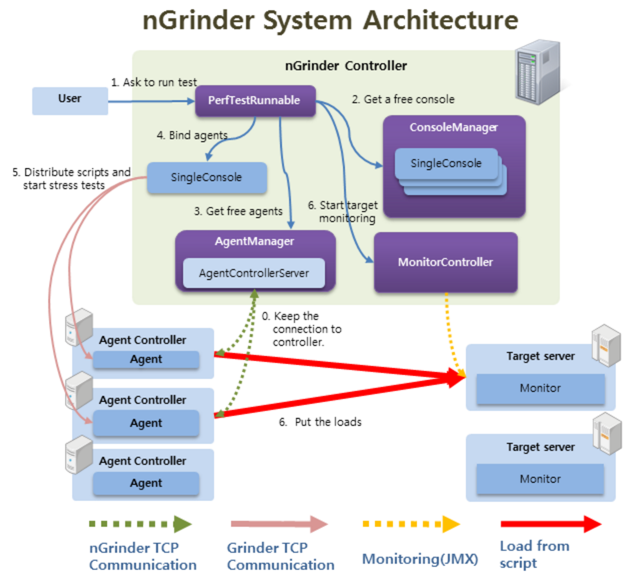 nGrinder System Architecture
nGrinder Controller
1. Ask to run test
User
PerfTestRunnable
2. Get a free console
ConsoleManager
SingleConsole
4. Bind agents
5. Distribute scripts and
start stress tests
SingleConsole
6. Start target
monitoring
3. Get free agents
AgentManager
AgentControllerServer
MonitorController
0. Keep the
connection to
controller.
Agent Controller
Agent
Target server
Monitor
Agent Controller
Agent
6. Put the loads
Agent Controller
Agent
Target server
Monitor
nGrinder TCP
Communication
Grinder TCP
Communication
Monitoring(JMX)
Load from
script